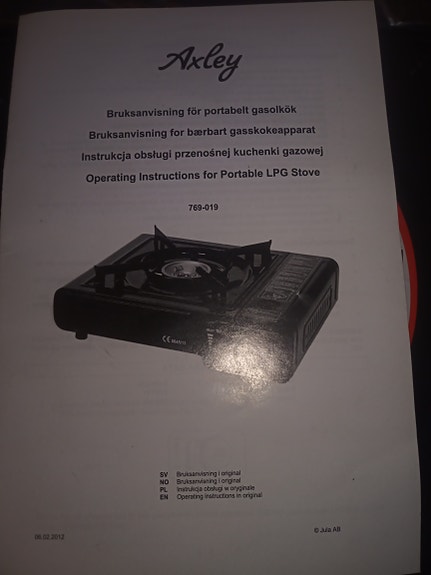 Axley
Bruksanvisning för portabelt gasolkök
Bruksanvisning for bærbart gasskokeapparat
Instrukcja obsługi przenośnej kuchenki gazowej
Operating Instructions for Portable LPG Stove
769-019
CE
SV Bruksanvisning i original
NO Bruksanvisning i original
PL Instrukcja obsługi w oryginale
EN Operating instructions in original
06.02.2012
© Jula AB